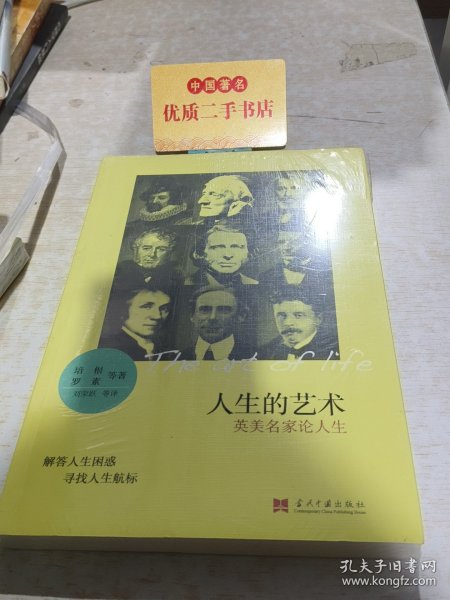 中国著名
优质二手书店
The art of life
培根
罗素
等著
刘荣跃 等译
人生的艺术
英美名家论人生
解答人生困惑
寻找人生航标
当代中国出版社
Contemporary China Publishing House
孔夫子旧书网
www.kongfz.com